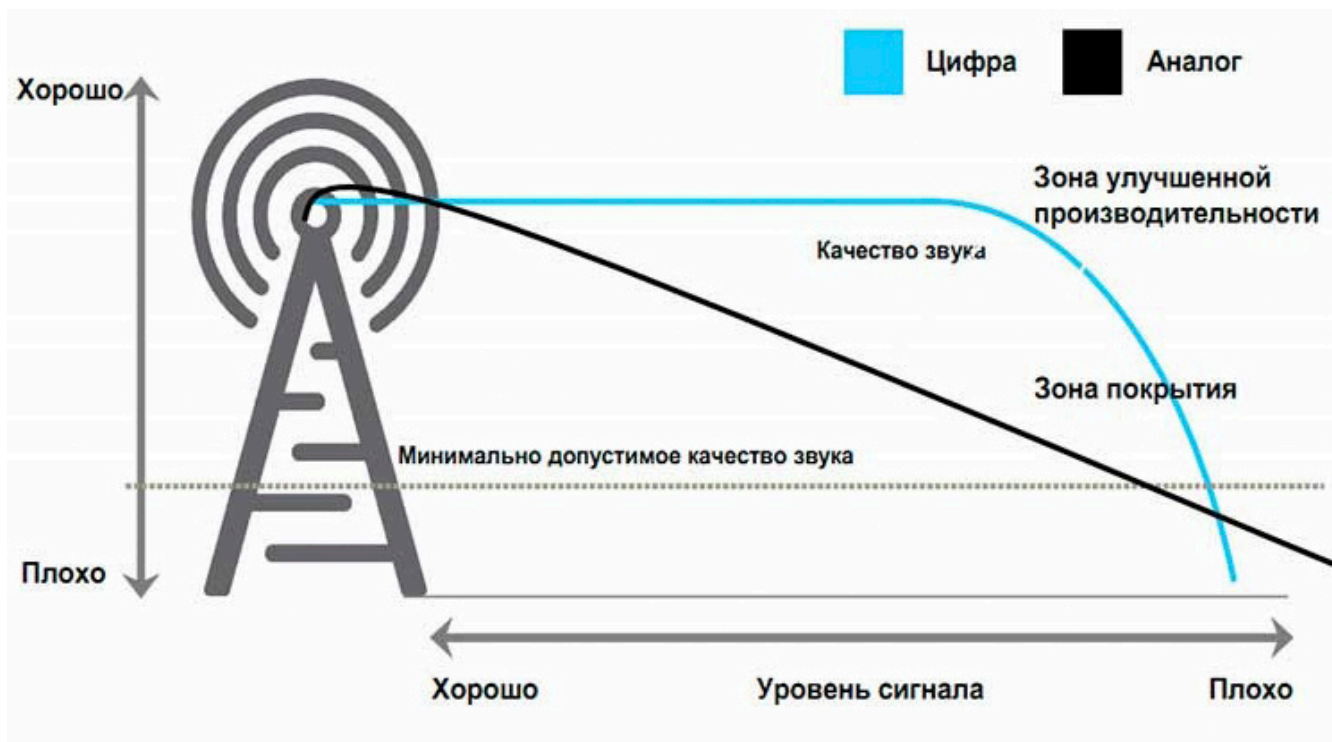 Цифра
Аналог
Хорошо
Зона улучшенной
производительности
Качество звука
Зона покрытия
Минимально допустимое качество звука
Плохо
Хорошо
Уровень сигнала
Плохо